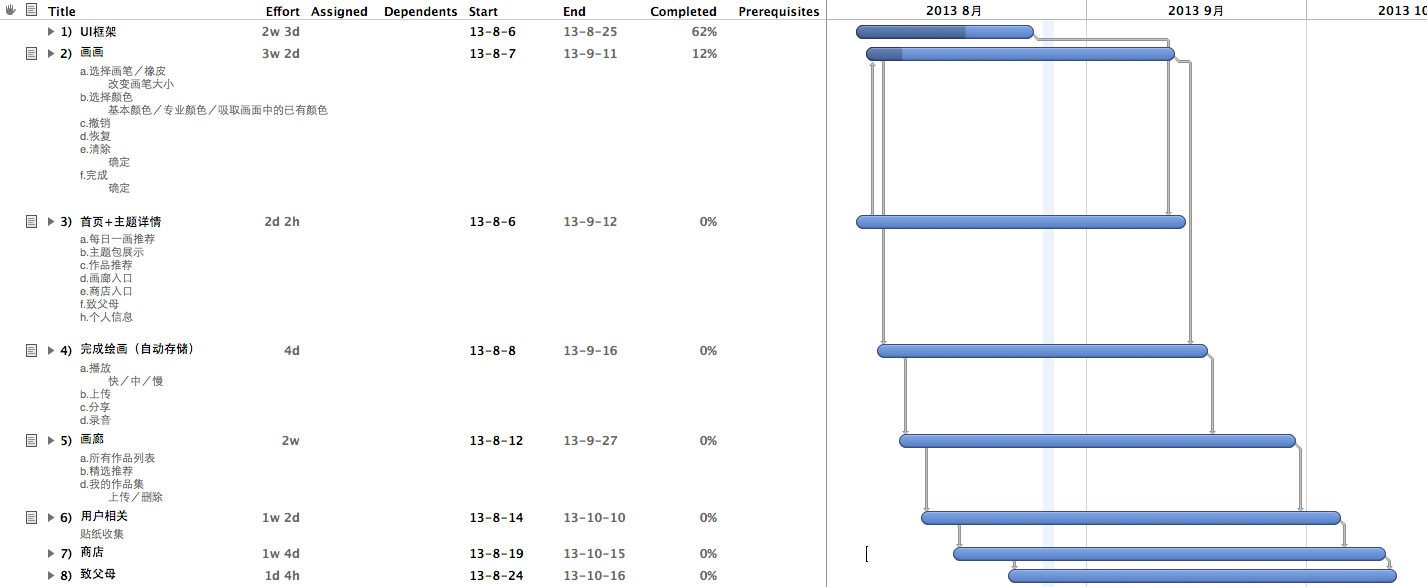 Title Effort Assigned Dependents Start End Completed Prerequisites 2013 8月 2013 9月 2013 10
1) UI框架 2w 3d 13-8-6 13-8-25 62%
2) 画画 3w 2d 13-8-7 13-9-11 12%
a.选择画笔／橡皮
改变画笔大小
b.选择颜色
基本颜色／专业颜色／吸取画面中的已有颜色
c.撤销
d.恢复
e.清除
确定
f.完成
确定
3) 首页+主题详情 2d 2h 13-8-6 13-9-12 0%
a.每日一画推荐
b.主题包展示
c.作品推荐
d.画廊入口
e.商店入口
f.致父母
h.个人信息
4) 完成绘画（自动存储） 4d 13-8-8 13-9-16 0%
a.播放
快／中／慢
b.上传
c.分享
d.录音
5) 画廊 2w 13-8-12 13-9-27 0%
a.所有作品列表
b.精选推荐
d.我的作品集
上传／删除
6) 用户相关 1w 2d 13-8-14 13-10-10 0%
贴纸收集
7) 商店 1w 4d 13-8-19 13-10-15 0%
8) 致父母 1d 4h 13-8-24 13-10-16 0%